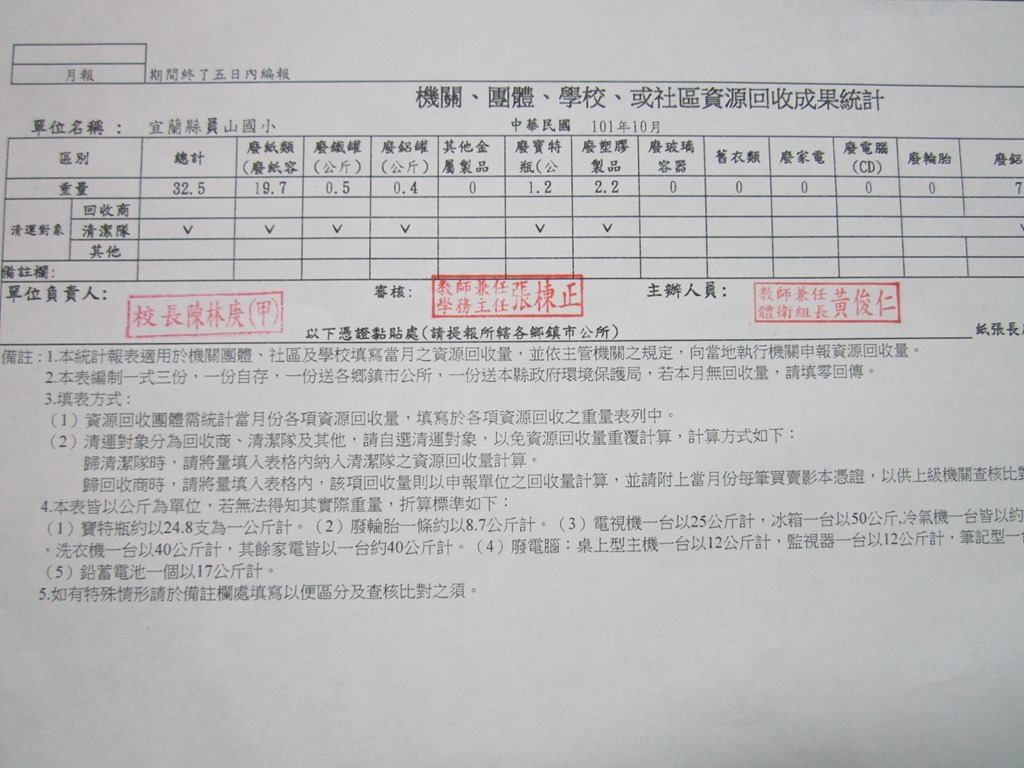 月報 期間終了五日內編報
機關、團體、學校、或社區資源回收成果統計
單位名稱： 宜蘭縣員山國小 中華民國 101年10月
區別 總計 廢紙類(廢紙容 廢鐵罐(公斤) 廢鋁罐(公斤) 其他金屬製品 廢寶特瓶(公 廢塑膠製品 廢玻璃容器 舊衣類 廢家電 廢電腦(CD) 廢輪胎 廢鋁
重量 32.5 19.7 0.5 0.4 0 1.2 2.2 0 0 0 0 0 7
清運對象 回收商
清潔隊 ˇ ˇ ˇ ˇ ˇ ˇ ˇ
其他
備註欄:
單位負責人： 校長陳林庚(甲) 審核: 教師兼任學務主任張棟正 主辦人員： 教師兼任體衛組長黃俊仁
以下憑證黏貼處(請提報所轄各鄉鎮市公所) 紙張長
備註：1.本統計報表適用於機關團體、社區及學校填寫當月之資源回收量，並依主管機關之規定，向當地執行機關申報資源回收量。
2.本表編制一式三份，一份自存，一份送各鄉鎮市公所，一份送本縣政府環境保護局，若本月無回收量，請填零回傳。
3.填表方式：
（1）資源回收團體需統計當月份各項資源回收量，填寫於各項資源回收之重量表列中。
（2）清運對象分為回收商、清潔隊及其他，請自選清運對象，以免資源回收量重覆計算，計算方式如下：
歸清潔隊時，請將量填入表格內納入清潔隊之資源回收量計算。
歸回收商時，請將量填入表格內，該項回收量則以申報單位之回收量計算，並請附上當月份每筆買賣影本憑證，以供上級機關查核比對
4.本表皆以公斤為單位，若無法得知其實際重量，折算標準如下：
（1）寶特瓶約以24.8支為一公斤計。（2）廢輪胎一條約以8.7公斤計。（3）電視機一台以25公斤計，冰箱一台以50公斤,冷氣機一台皆以約
，洗衣機一台以40公斤計，其餘家電皆以一台約40公斤計。（4）廢電腦：桌上型主機一台以12公斤計，監視器一台以12公斤計，筆記型一台
（5）鉛蓄電池一個以17公斤計。
5.如有特殊情形請於備註欄處填寫以便區分及查核比對之須。